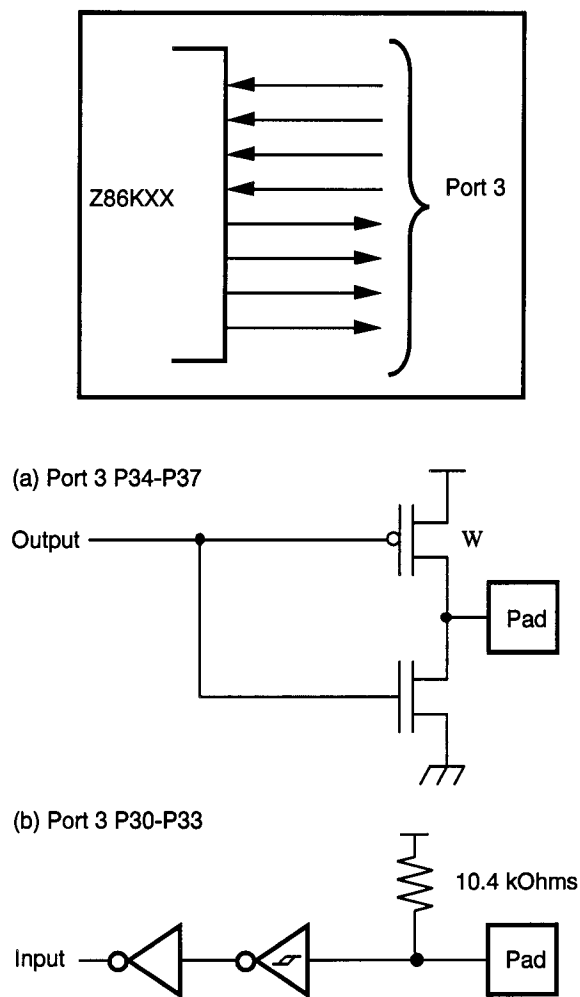 Z86KXX
Port 3
(a) Port 3 P34-P37
Output
W
Pad
(b) Port 3 P30-P33
10.4 kOhms
Input
Pad